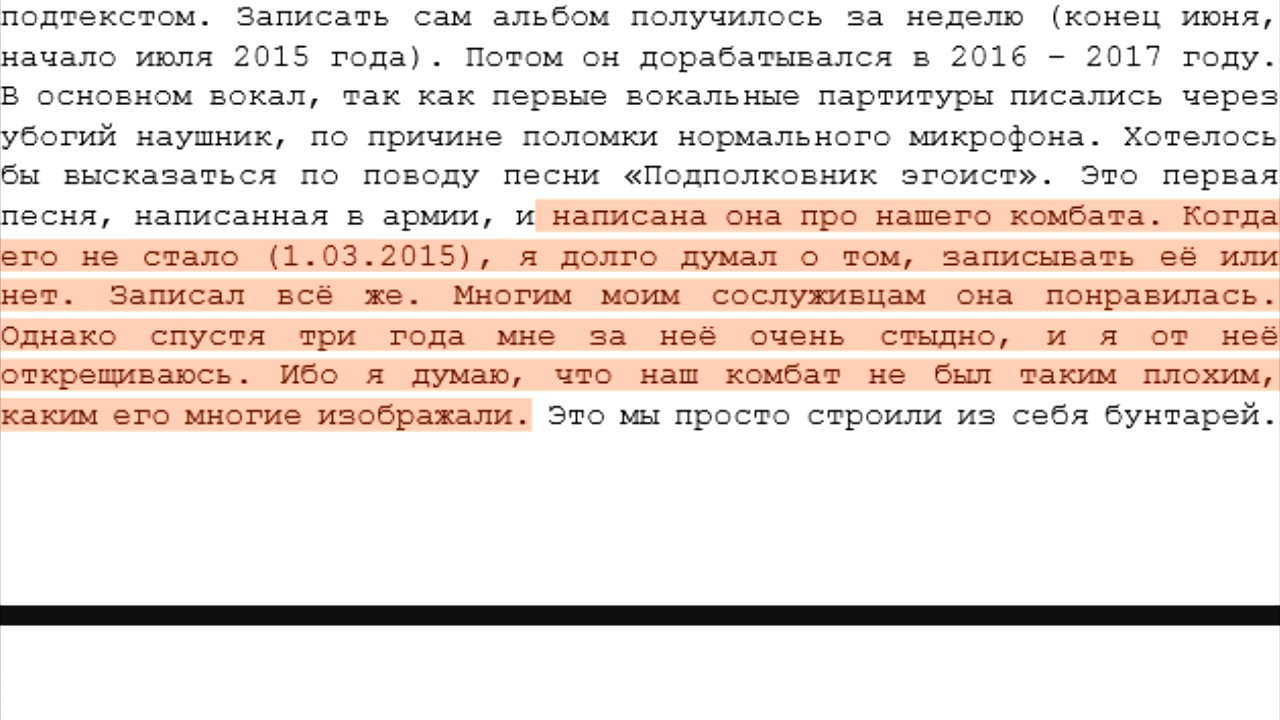 подтекстом. Записать сам альбом получилось за неделю (конец июня,
начало июля 2015 года). Потом он дорабатывался в 2016 – 2017 году.
В основном вокал, так как первые вокальные партитуры писались через
убогий наушник, по причине поломки нормального микрофона. Хотелось
бы высказаться по поводу песни «Подполковник эгоист». Это первая
песня, написанная в армии, и написана она про нашего комбата. Когда
его не стало (1.03.2015), я долго думал о том, записывать её или
нет. Записал всё же. Многим моим сослуживцам она понравилась.
Однако спустя три года мне за неё очень стыдно, и я от неё
открещиваюсь. Ибо я думаю, что наш комбат не был таким плохим,
каким его многие изображали. Это мы просто строили из себя бунтарей.